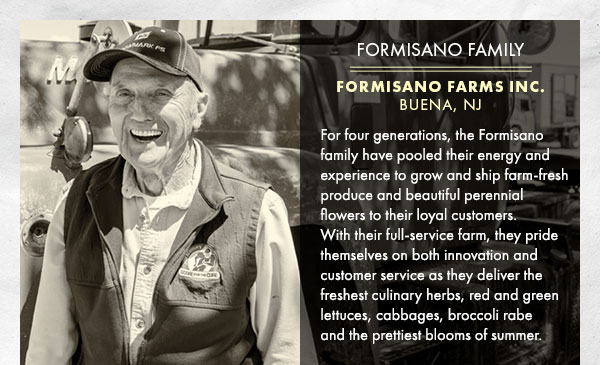 FORMISANO FAMILY
FORMISANO FARMS INC.
BUENA, NJ
For four generations, the Formisano
family have pooled their energy and
experience to grow and ship farm-fresh
produce and beautiful perennial
flowers to their loyal customers.
With their full-service farm, they pride
themselves on both innovation and
customer service as they deliver the
freshest culinary herbs, red and green
lettuces, cabbages, broccoli rabe
and the prettiest blooms of summer.